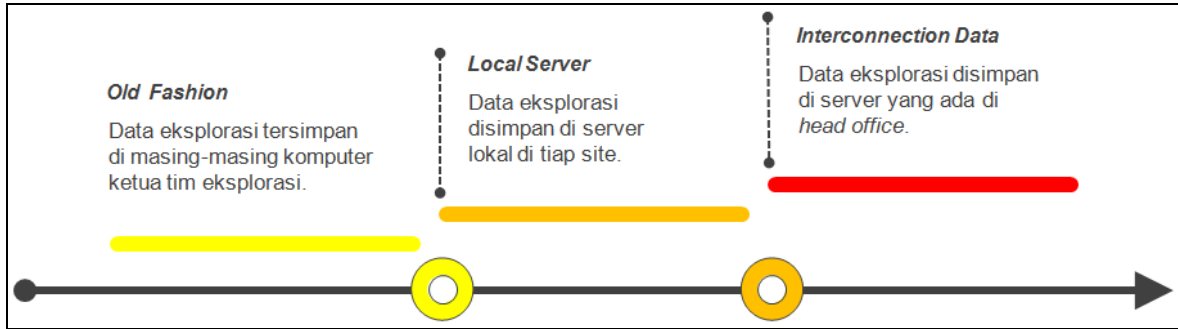 Old Fashion
Data eksplorasi tersimpan
di masing-masing komputer
ketua tim eksplorasi.
Local Server
Data eksplorasi
disimpan di server
lokal di tiap site.
Interconnection Data
Data eksplorasi disimpan
di server yang ada di
head office.